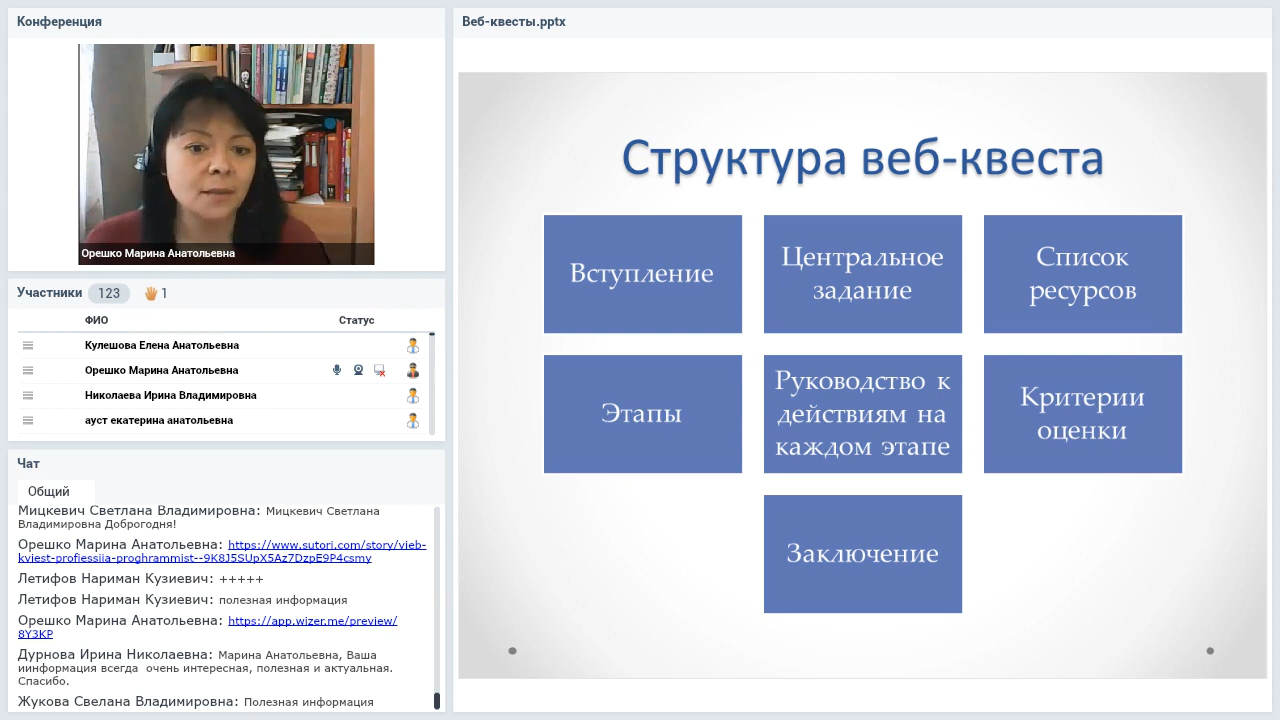 Конференция
Орешко Марина Анатольевна
Участники 123 1
ФИО Статус
Кулешова Елена Анатольевна
Орешко Марина Анатольевна
Николаева Ирина Владимировна
ауст екатерина анатольевна
Чат
Общий
Мицкевич Светлана Владимировна: Мицкевич Светлана
Владимировна Доброгодня!
Орешко Марина Анатольевна: https://www.sutori.com/story/vieb-
kviest-profiessiia-proghrammist--9K8J5SUpX5Az7DzpE9P4csmy
Летифов Нариман Кузиевич: +++++
Летифов Нариман Кузиевич: полезная информация
Орешко Марина Анатольевна: https://app.wizer.me/preview/
8Y3KP
Дурнова Ирина Николаевна: Марина Анатольевна, Ваша
иинформация всегда очень интересная, полезная и актуальная.
Спасибо.
Жукова Свелана Владимировна: Полезная информация
Веб-квесты.pptx
Структура веб-квеста
Вступление
Центральное
задание
Список
ресурсов
Этапы
Руководство к
действиям на
каждом этапе
Критерии
оценки
Заключение